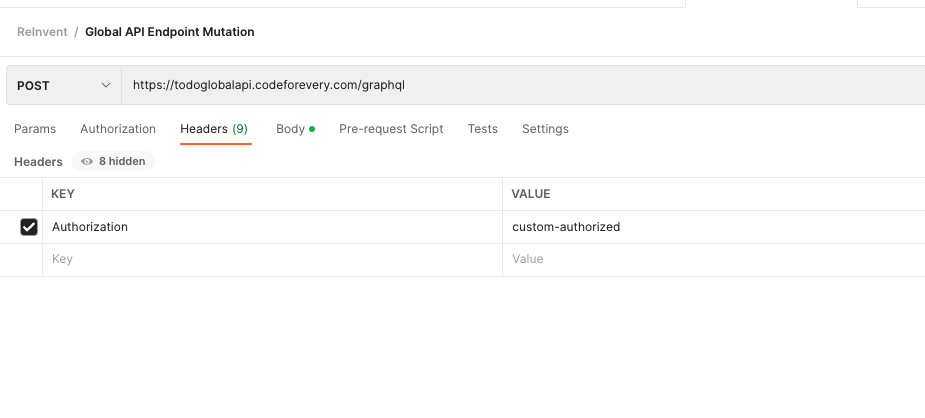 ReInvent / Global API Endpoint Mutation
POST https://todoglobalapi.codeforevery.com/graphql
Params Authorization Headers (9) Body Pre-request Script Tests Settings
Headers 8 hidden
KEY VALUE
Authorization custom-authorized
Key Value